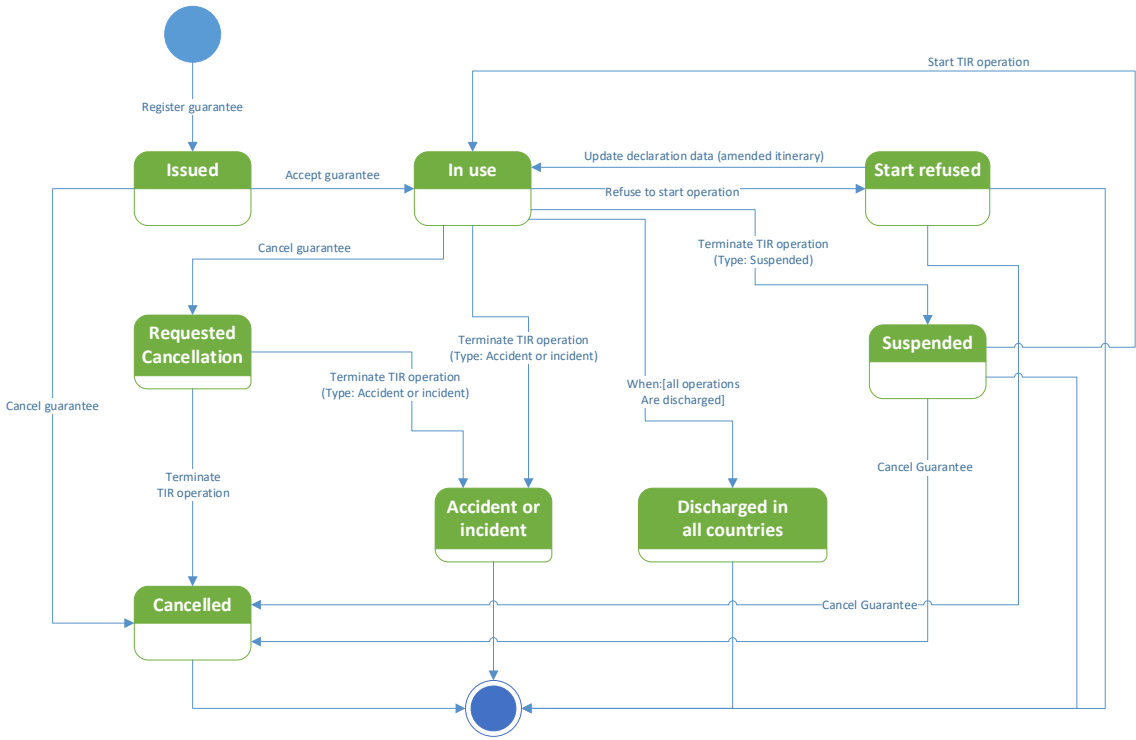 Start TIR operation
Register guarantee
Issued
Accept guarantee
In use
Update declaration data (amended itinerary)
Refuse to start operation
Start refused
Cancel guarantee
Terminate TIR operation
(Type: Suspended)
Requested
Cancellation
Terminate TIR operation
(Type: Accident or incident)
Suspended
Terminate TIR operation
(Type: Accident or incident)
When:[all operations
Are discharged]
Cancel guarantee
Cancel Guarantee
Terminate
TIR operation
Accident or
incident
Discharged in
all countries
Cancelled
Cancel Guarantee